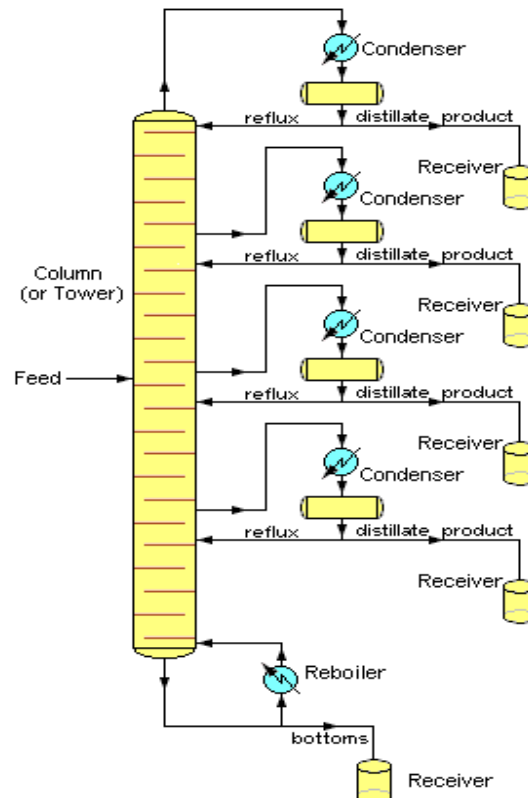 Condenser
reflux distillate product
Receiver
Condenser
Column
(or Tower)
reflux distillate product
Receiver
Condenser
Feed
reflux distillate product
Receiver
Condenser
reflux distillate product
Receiver
Reboiler
bottoms
Receiver